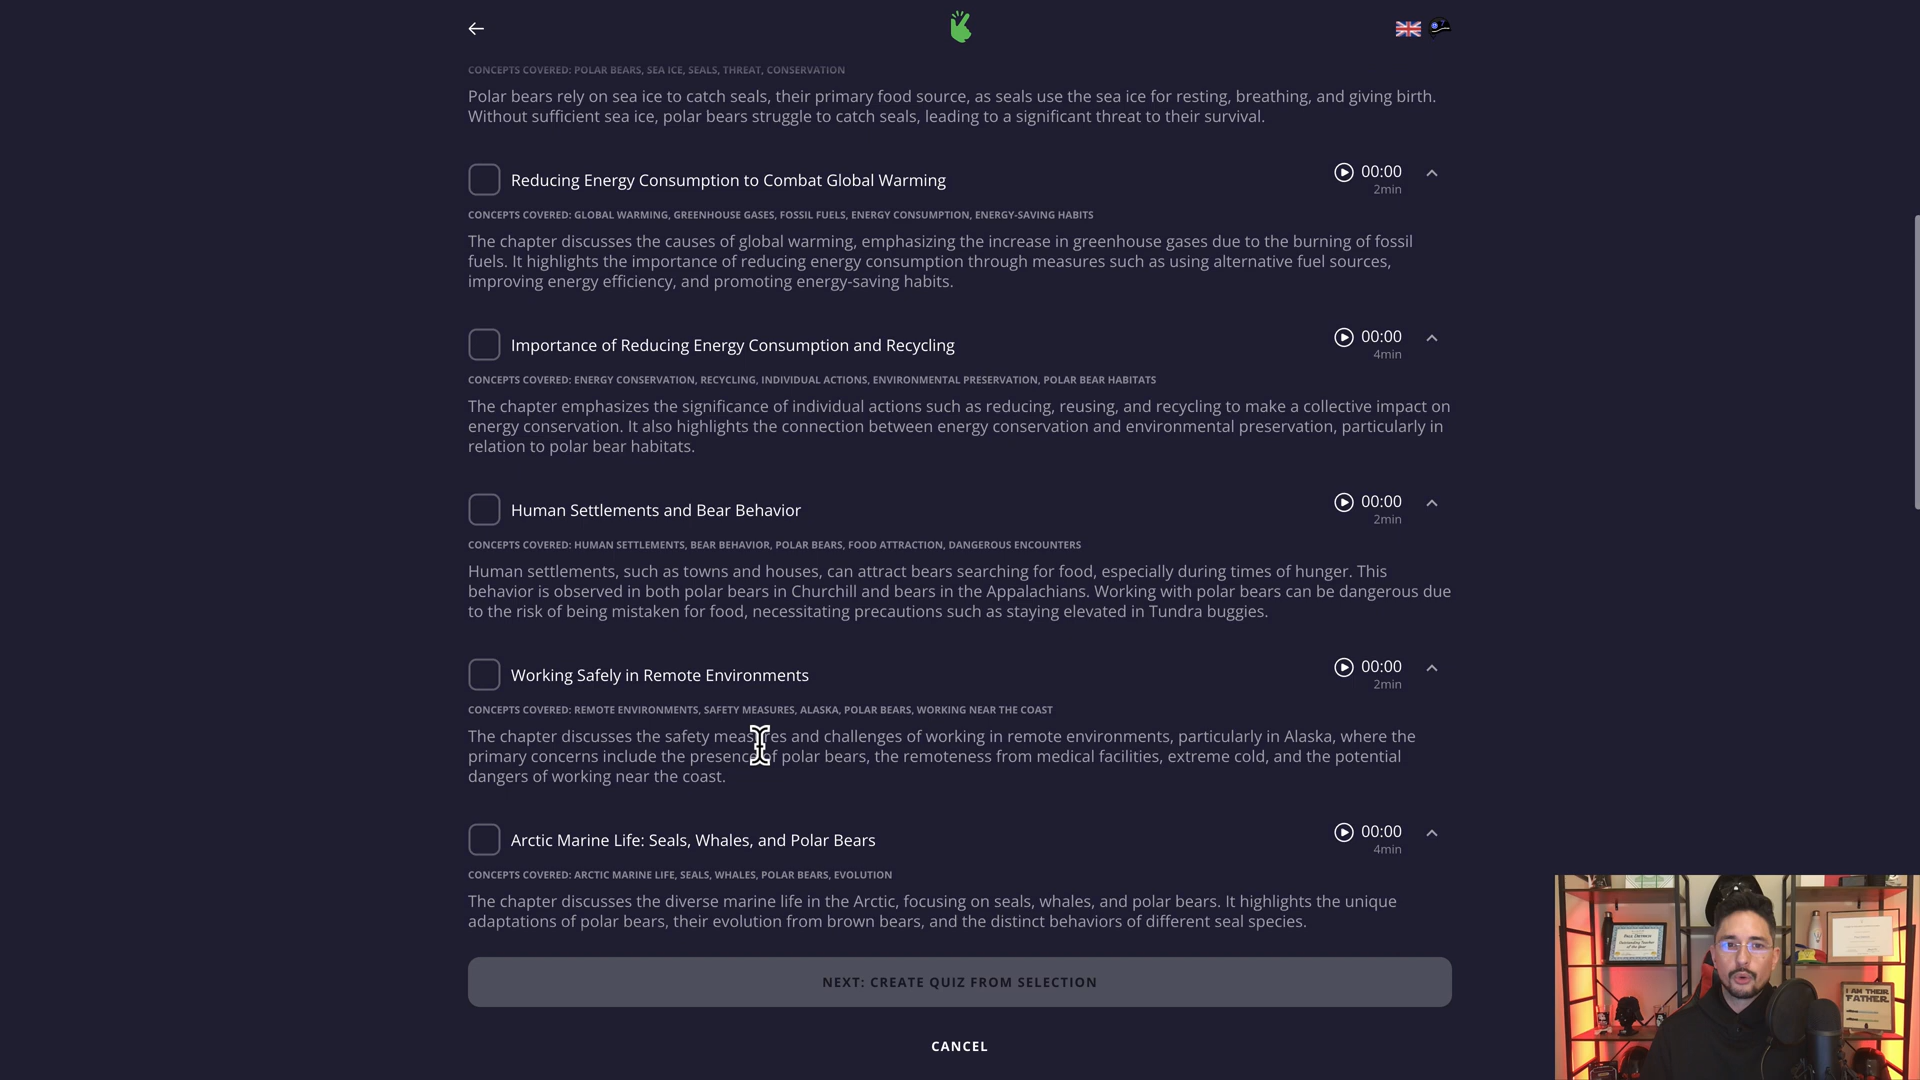 CONCEPTS COVERED: POLAR BEARS, SEA ICE, SEALS, THREAT, CONSERVATION
Polar bears rely on sea ice to catch seals, their primary food source, as seals use the sea ice for resting, breathing, and giving birth.
Without sufficient sea ice, polar bears struggle to catch seals, leading to a significant threat to their survival.
Reducing Energy Consumption to Combat Global Warming
00:00
2min
CONCEPTS COVERED: GLOBAL WARMING, GREENHOUSE GASES, FOSSIL FUELS, ENERGY CONSUMPTION, ENERGY-SAVING HABITS
The chapter discusses the causes of global warming, emphasizing the increase in greenhouse gases due to the burning of fossil
fuels. It highlights the importance of reducing energy consumption through measures such as using alternative fuel sources,
improving energy efficiency, and promoting energy-saving habits.
Importance of Reducing Energy Consumption and Recycling
00:00
4min
CONCEPTS COVERED: ENERGY CONSERVATION, RECYCLING, INDIVIDUAL ACTIONS, ENVIRONMENTAL PRESERVATION, POLAR BEAR HABITATS
The chapter emphasizes the significance of individual actions such as reducing, reusing, and recycling to make a collective impact on
energy conservation. It also highlights the connection between energy conservation and environmental preservation, particularly in
relation to polar bear habitats.
Human Settlements and Bear Behavior
00:00
2min
CONCEPTS COVERED: HUMAN SETTLEMENTS, BEAR BEHAVIOR, POLAR BEARS, FOOD ATTRACTION, DANGEROUS ENCOUNTERS
Human settlements, such as towns and houses, can attract bears searching for food, especially during times of hunger. This
behavior is observed in both polar bears in Churchill and bears in the Appalachians. Working with polar bears can be dangerous due
to the risk of being mistaken for food, necessitating precautions such as staying elevated in Tundra buggies.
Working Safely in Remote Environments
00:00
2min
CONCEPTS COVERED: REMOTE ENVIRONMENTS, SAFETY MEASURES, ALASKA, POLAR BEARS, WORKING NEAR THE COAST
The chapter discusses the safety measures and challenges of working in remote environments, particularly in Alaska, where the
primary concerns include the presence of polar bears, the remoteness from medical facilities, extreme cold, and the potential
dangers of working near the coast.
Arctic Marine Life: Seals, Whales, and Polar Bears
00:00
4min
CONCEPTS COVERED: ARCTIC MARINE LIFE, SEALS, WHALES, POLAR BEARS, EVOLUTION
The chapter discusses the diverse marine life in the Arctic, focusing on seals, whales, and polar bears. It highlights the unique
adaptations of polar bears, their evolution from brown bears, and the distinct behaviors of different seal species.
NEXT: CREATE QUIZ FROM SELECTION
CANCEL
I AM THEIR
FATHER.